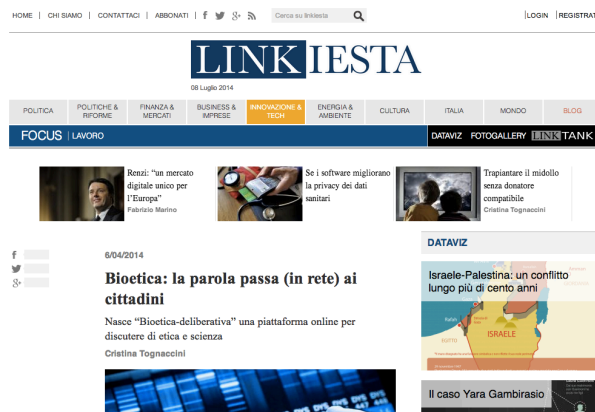 HOME | CHI SIAMO | CONTATTACI | ABBONATI |
Cerca su linkiesta
|LOGIN |REGISTRAT
LINKIESTA
08 Luglio 2014
POLITICA
POLITICHE &
RIFORME
FINANZA &
MERCATI
BUSINESS &
IMPRESE
INNOVAZIONE &
TECH
ENERGIA &
AMBIENTE
CULTURA
ITALIA
MONDO
BLOG
FOCUS | LAVORO
DATAVIZ FOTOGALLERY LINKTANK
Renzi: “un mercato
digitale unico per
l’Europa”
Fabrizio Marino
Se i software migliorano
la privacy dei dati
sanitari
Trapiantare il midollo
senza donatore
compatibile
Cristina Tognaccini
6/04/2014
Bioetica: la parola passa (in rete) ai
cittadini
Nasce “Bioetica-deliberativa” una piattaforma online per
discutere di etica e scienza
Cristina Tognaccini
DATAVIZ
Israele-Palestina: un conflitto
lungo più di cento anni
ISRAELE
EGITTO
Il caso Yara Gambirasio